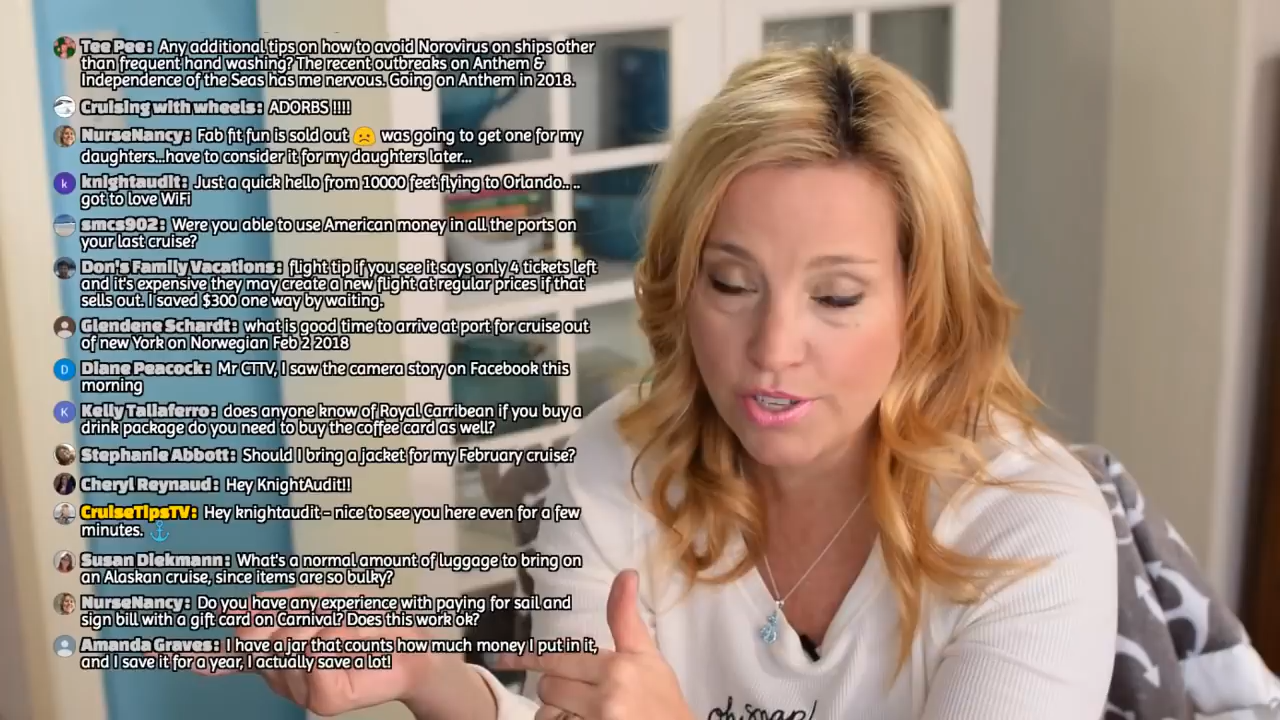 Tee Pee: Any additional tips on how to avoid Norovirus on ships other
than frequent hand washing? The recent outbreaks on Anthem &
Independence of the Seas has me nervous. Going on Anthem in 2018.
Cruising with wheels: ADORBS !!!!
NurseNancy: Fab fit fun is sold out ☹️ was going to get one for my
daughters...have to consider it for my daughters later...
k
knightaudit: Just a quick hello from 10000 feet flying to Orlando.. ..
got to love WiFi
smcs902: Were you able to use American money in all the ports on
your last cruise?
Don's Family Vacations: flight tip if you see it says only 4 tickets left
and it's expensive they may create a new flight at regular prices if that
sells out. I saved $300 one way by waiting.
Glendene Schardt: what is good time to arrive at port for cruise out
of new York on Norwegian Feb 2 2018
D
Diane Peacock: Mr CTTV, I saw the camera story on Facebook this
morning
K
Kelly Tallaferro: does anyone know of Royal Carribean if you buy a
drink package do you need to buy the coffee card as well?
Stephanie Abbott: Should I bring a jacket for my February cruise?
Cheryl Reynaud: Hey KnightAudit!!
CruiseTipsTV: Hey knightaudit - nice to see you here even for a few
minutes. ⚓
Susan Diekmann: What's a normal amount of luggage to bring on
an Alaskan cruise, since items are so bulky?
NurseNancy: Do you have any experience with paying for sail and
sign bill with a gift card on Carnival? Does this work ok?
Amanda Graves: I have a jar that counts how much money I put in it,
and I save it for a year, I actually save a lot!
oh snap!